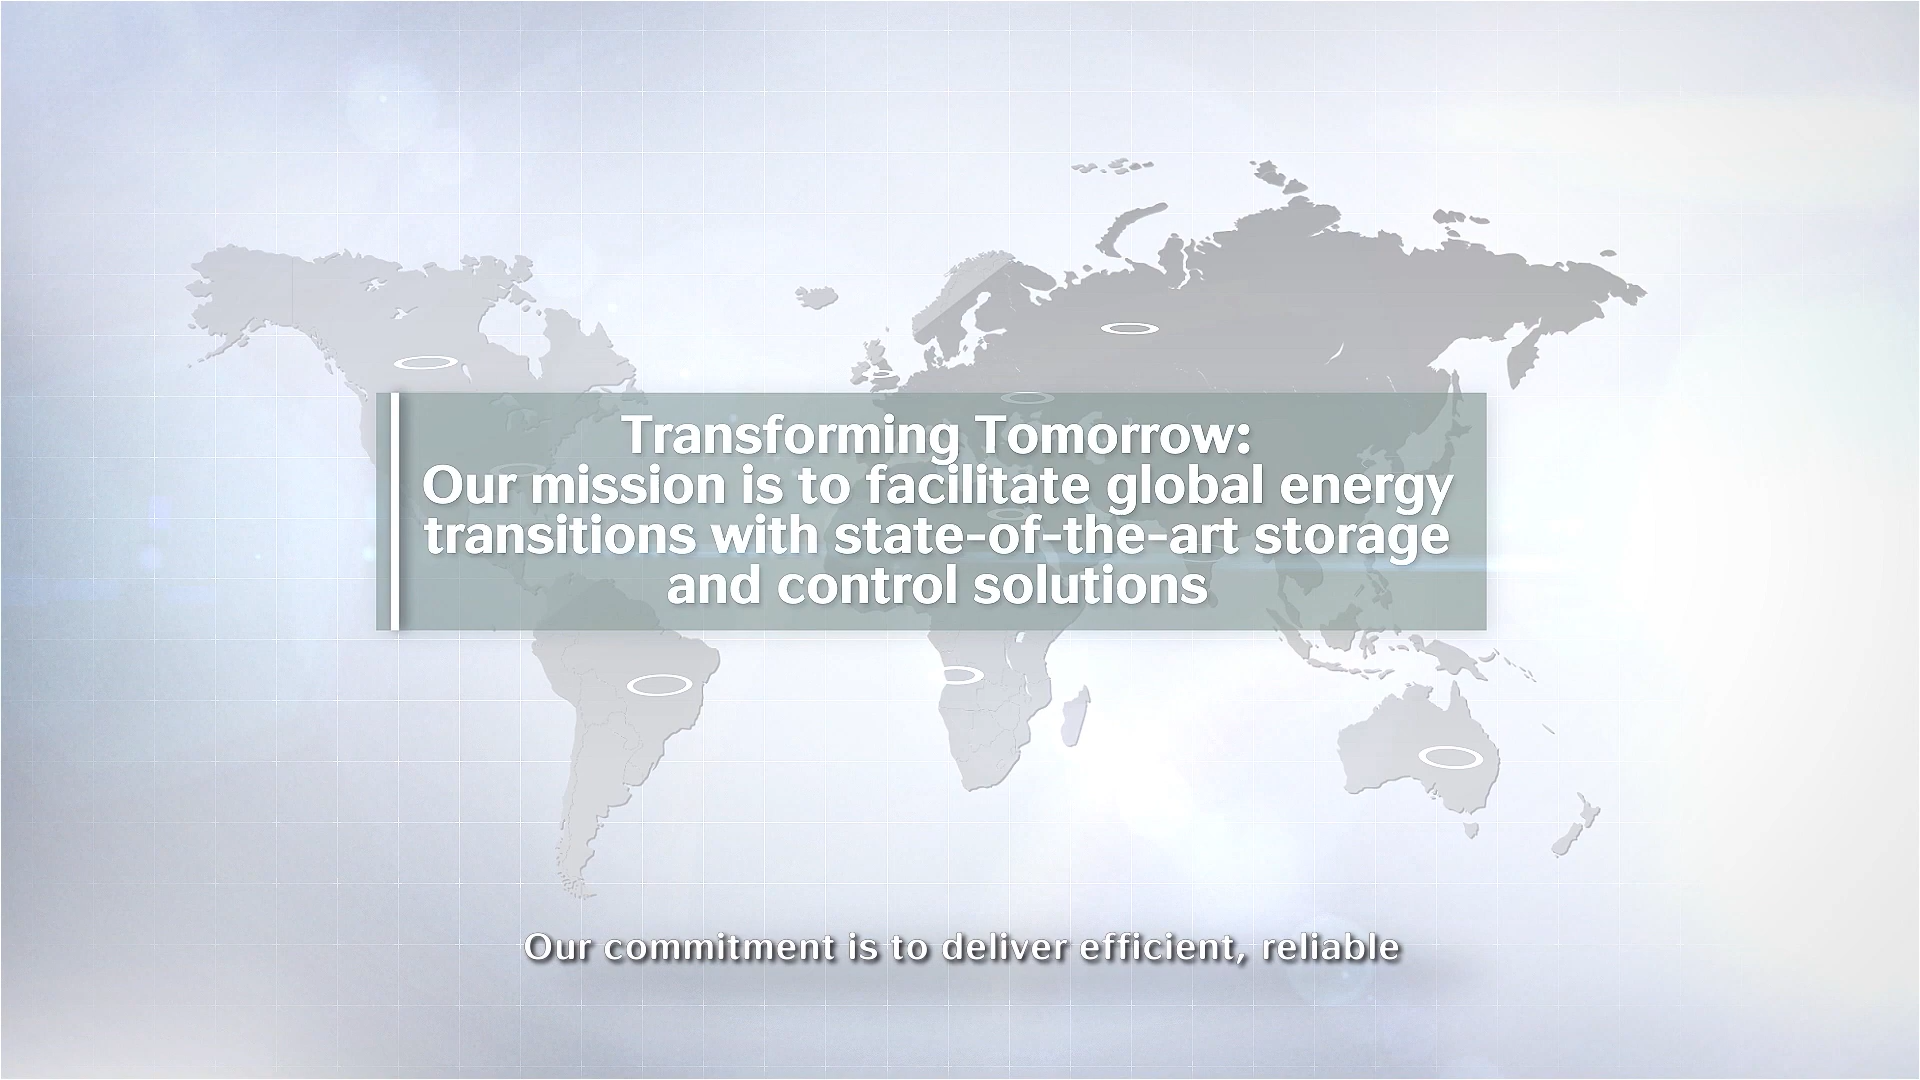 Transforming Tomorrow:
Our mission is to facilitate global energy
transitions with state-of-the-art storage
and control solutions
Our commitment is to deliver efficient, reliable